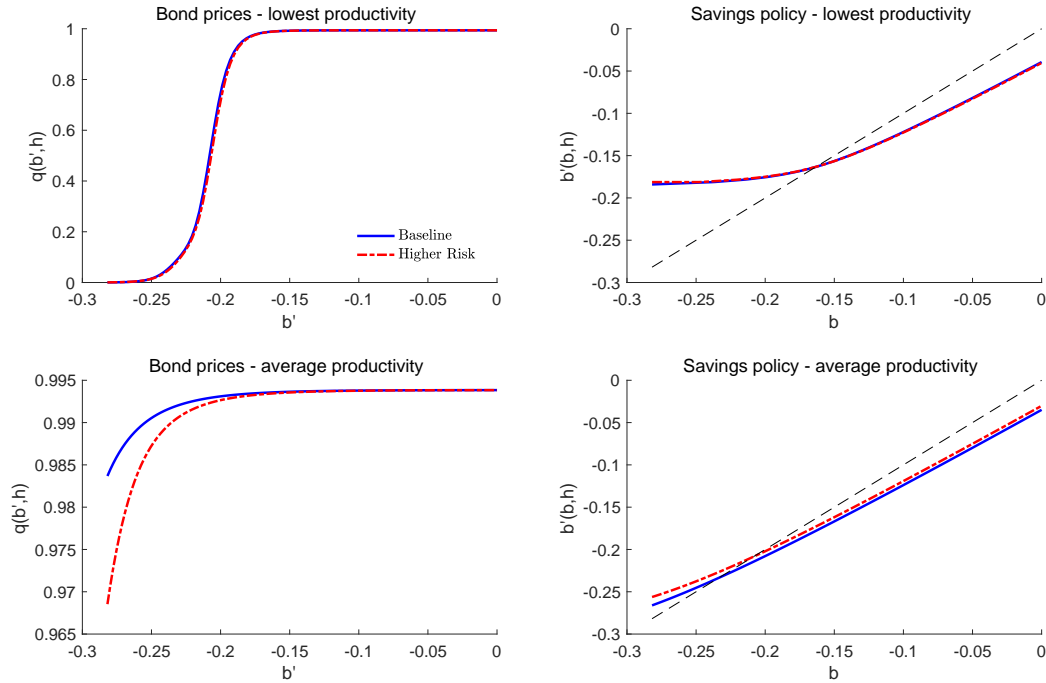 Bond prices - lowest productivity
1
0.8
0.6
0.4
0.2
0
q(b',h)
-0.3 -0.25 -0.2 -0.15 -0.1 -0.05 0
b'
Baseline
Higher Risk
Savings policy - lowest productivity
0
-0.05
-0.1
-0.15
-0.2
-0.25
-0.3
b'(b,h)
-0.3 -0.25 -0.2 -0.15 -0.1 -0.05 0
b
Bond prices - average productivity
0.995
0.99
0.985
0.98
0.975
0.97
0.965
q(b',h)
-0.3 -0.25 -0.2 -0.15 -0.1 -0.05 0
b'
Savings policy - average productivity
0
-0.05
-0.1
-0.15
-0.2
-0.25
-0.3
b'(b,h)
-0.3 -0.25 -0.2 -0.15 -0.1 -0.05 0
b